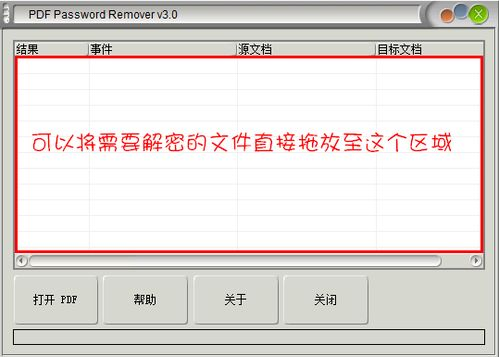 PDF Password Remover v3.0
结果 事件 源文档 目标文档
可以将需要解密的文件直接拖放至这个区域
打开 PDF 帮助 关于 关闭